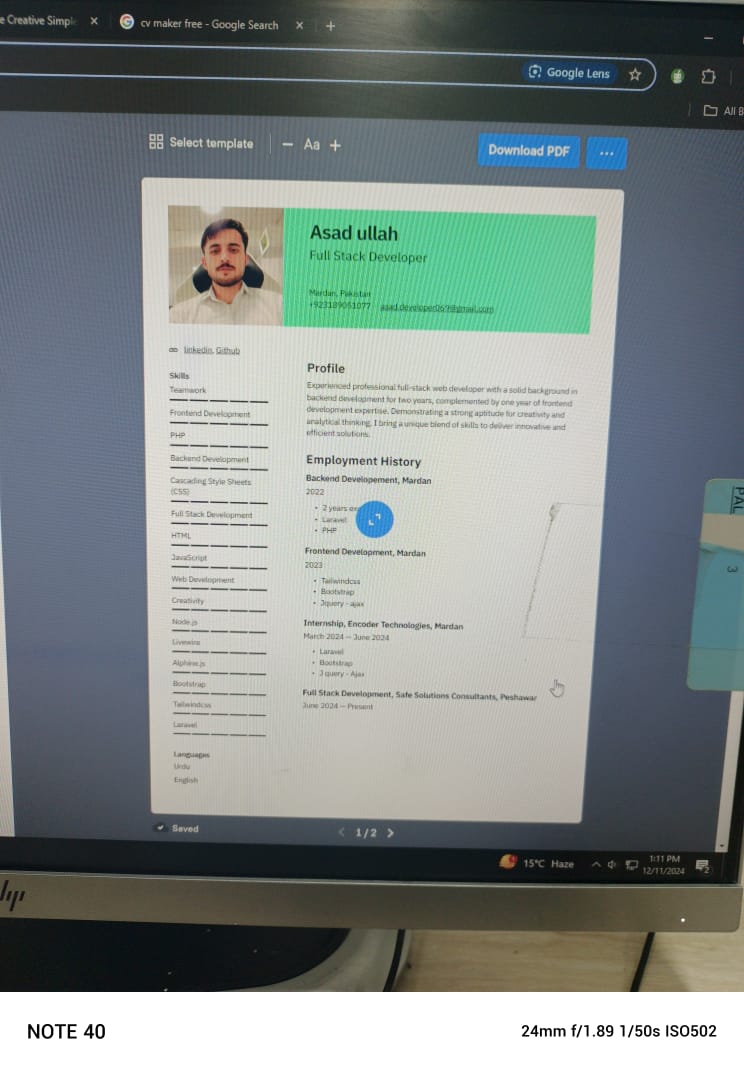 e Creative Simple
cv maker free - Google Search
Google Lens
All B
Select template
Aa
Download PDF
Asad ullah
Full Stack Developer
Mardan, Pakistan
+923189051077 asad.developer069@gmail.com
linkedin, Github
Skills
Teamwork
Frontend Development
PHP
Backend Development
Cascading Style Sheets
(CSS)
Full Stack Development
HTML
JavaScript
Web Development
Creativity
Node.js
Livewire
Alphine.js
Bootstrap
Tailwindcss
Laravel
Languages
Urdu
English
Profile
Experienced professional full-stack web developer with a solid background in
backend development for two years, complemented by one year of frontend
development expertise. Demonstrating a strong aptitude for creativity and
analytical thinking, I bring a unique blend of skills to deliver innovative and
efficient solutions.
Employment History
Backend Developement, Mardan
2022
• 2 years ex
• Laravel
• PHP
Frontend Development, Mardan
2023
• Tailwindcss
• Bootstrap
• Jquery - ajax
Internship, Encoder Technologies, Mardan
March 2024 — June 2024
• Laravel
• Bootstrap
• Jquery - Ajax
Full Stack Development, Safe Solutions Consultants, Peshawar
June 2024 — Present
Saved
1/2
PAL
3
15°C Haze
1:11 PM
12/11/2024
2
hp
NOTE 40
24mm f/1.89 1/50s ISO502